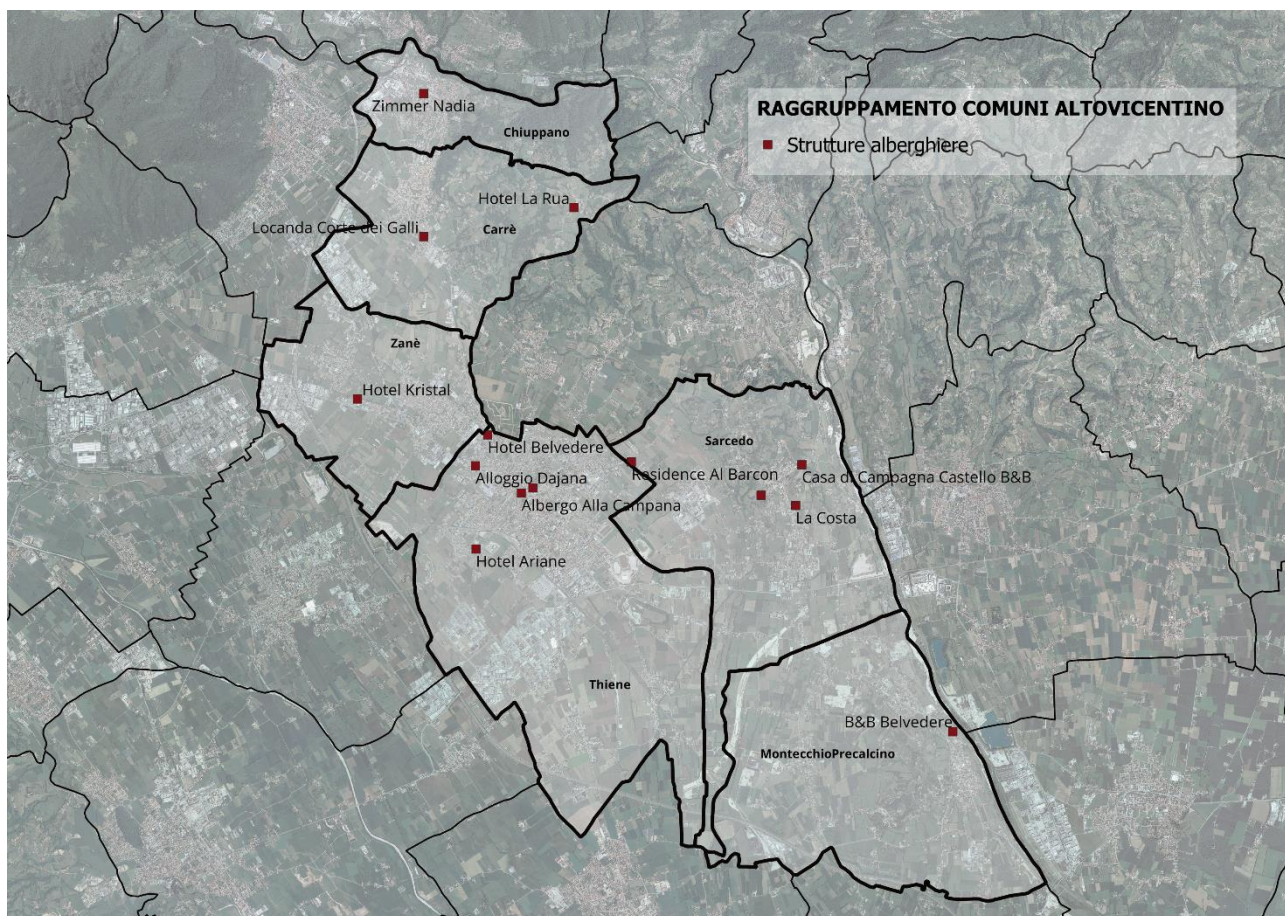 Zimmer Nadia
RAGGRUPPAMENTO COMUNI ALTOVICENTINO
Chiuppano
Strutture alberghiere
Hotel La Rua
Locanda Corte dei Galli
Carrè
Zanè
Hotel Kristal
Hotel Belvedere
Sarcedo
Alloggio Dajana
Residence Al Barcon
Casa di Campagna Castello B&B
Albergo Alla Campana
La Costa
Hotel Ariane
Thiene
B&B Belvedere
MontecchioPrecalcino